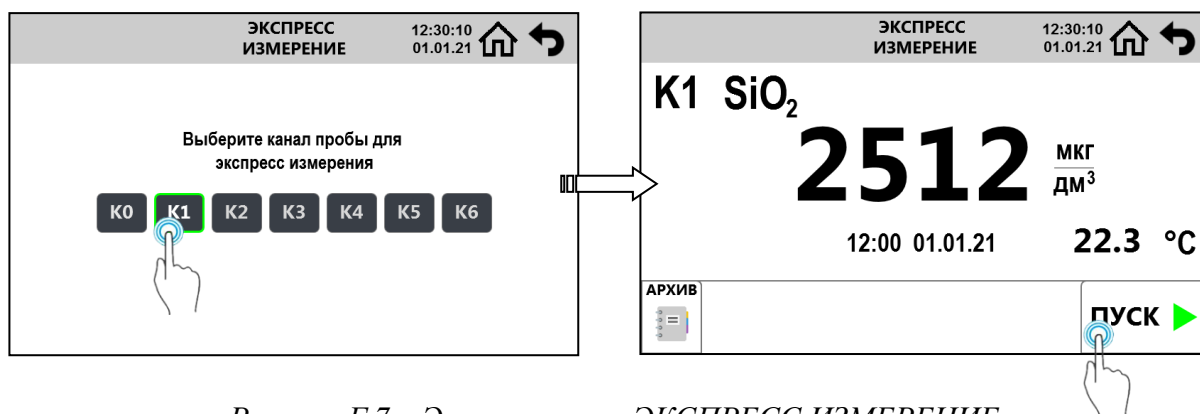 ЭКСПРЕСС
ИЗМЕРЕНИЕ
12:30:10
01.01.21
Выберите канал пробы для
экспресс измерения
K0 K1 K2 K3 K4 K5 K6
ЭКСПРЕСС
ИЗМЕРЕНИЕ
12:30:10
01.01.21
K1 SiO₂
2512 мкг
дм³
12:00 01.01.21 22.3 °C
АРХИВ
ПУСК
ЭКСПРЕСС ИЗМЕРЕНИЕ